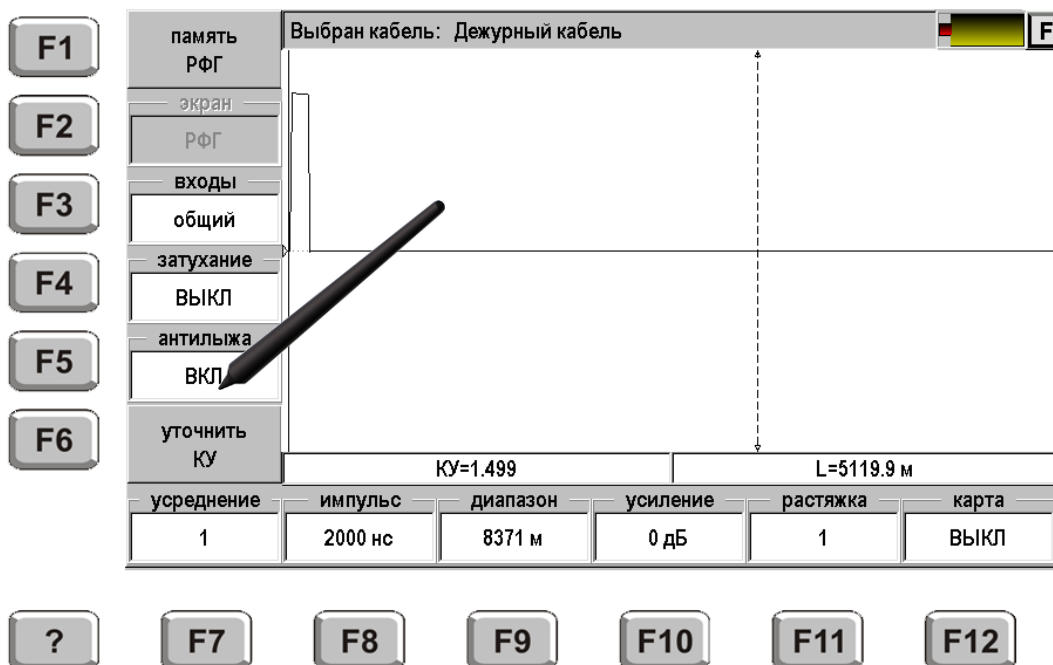 F1
F2
F3
F4
F5
F6
память
РФГ
экран
РФГ
входы
общий
затухание
ВЫКЛ
антилыжа
ВКЛ
уточнить
КУ
Выбран кабель: Дежурный кабель
F
КУ=1.499
L=5119.9 м
усреднение импульс диапазон усиление растяжка карта
1 2000 нс 8371 м 0 дБ 1 ВЫКЛ
? F7 F8 F9 F10 F11 F12